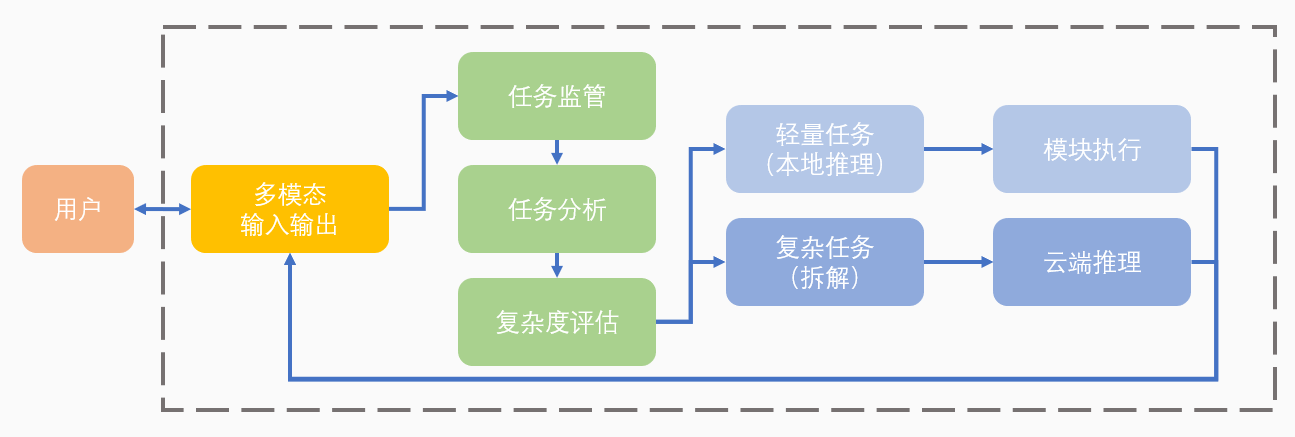 用户
多模态
输入输出
任务监管
任务分析
复杂度评估
轻量任务
（本地推理）
模块执行
复杂任务
（拆解）
云端推理